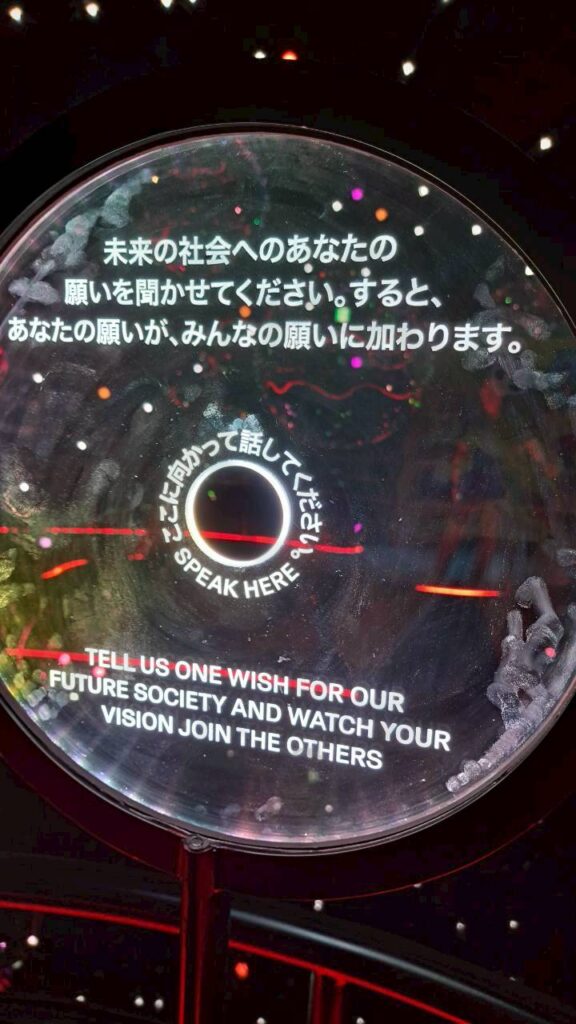 未来の社会へのあなたの
願いを聞かせてください。すると、
あなたの願いが、みんなの願いに加わります。
ここに向かって話してください。
SPEAK HERE
TELL US ONE WISH FOR OUR
FUTURE SOCIETY AND WATCH YOUR
VISION JOIN THE OTHERS